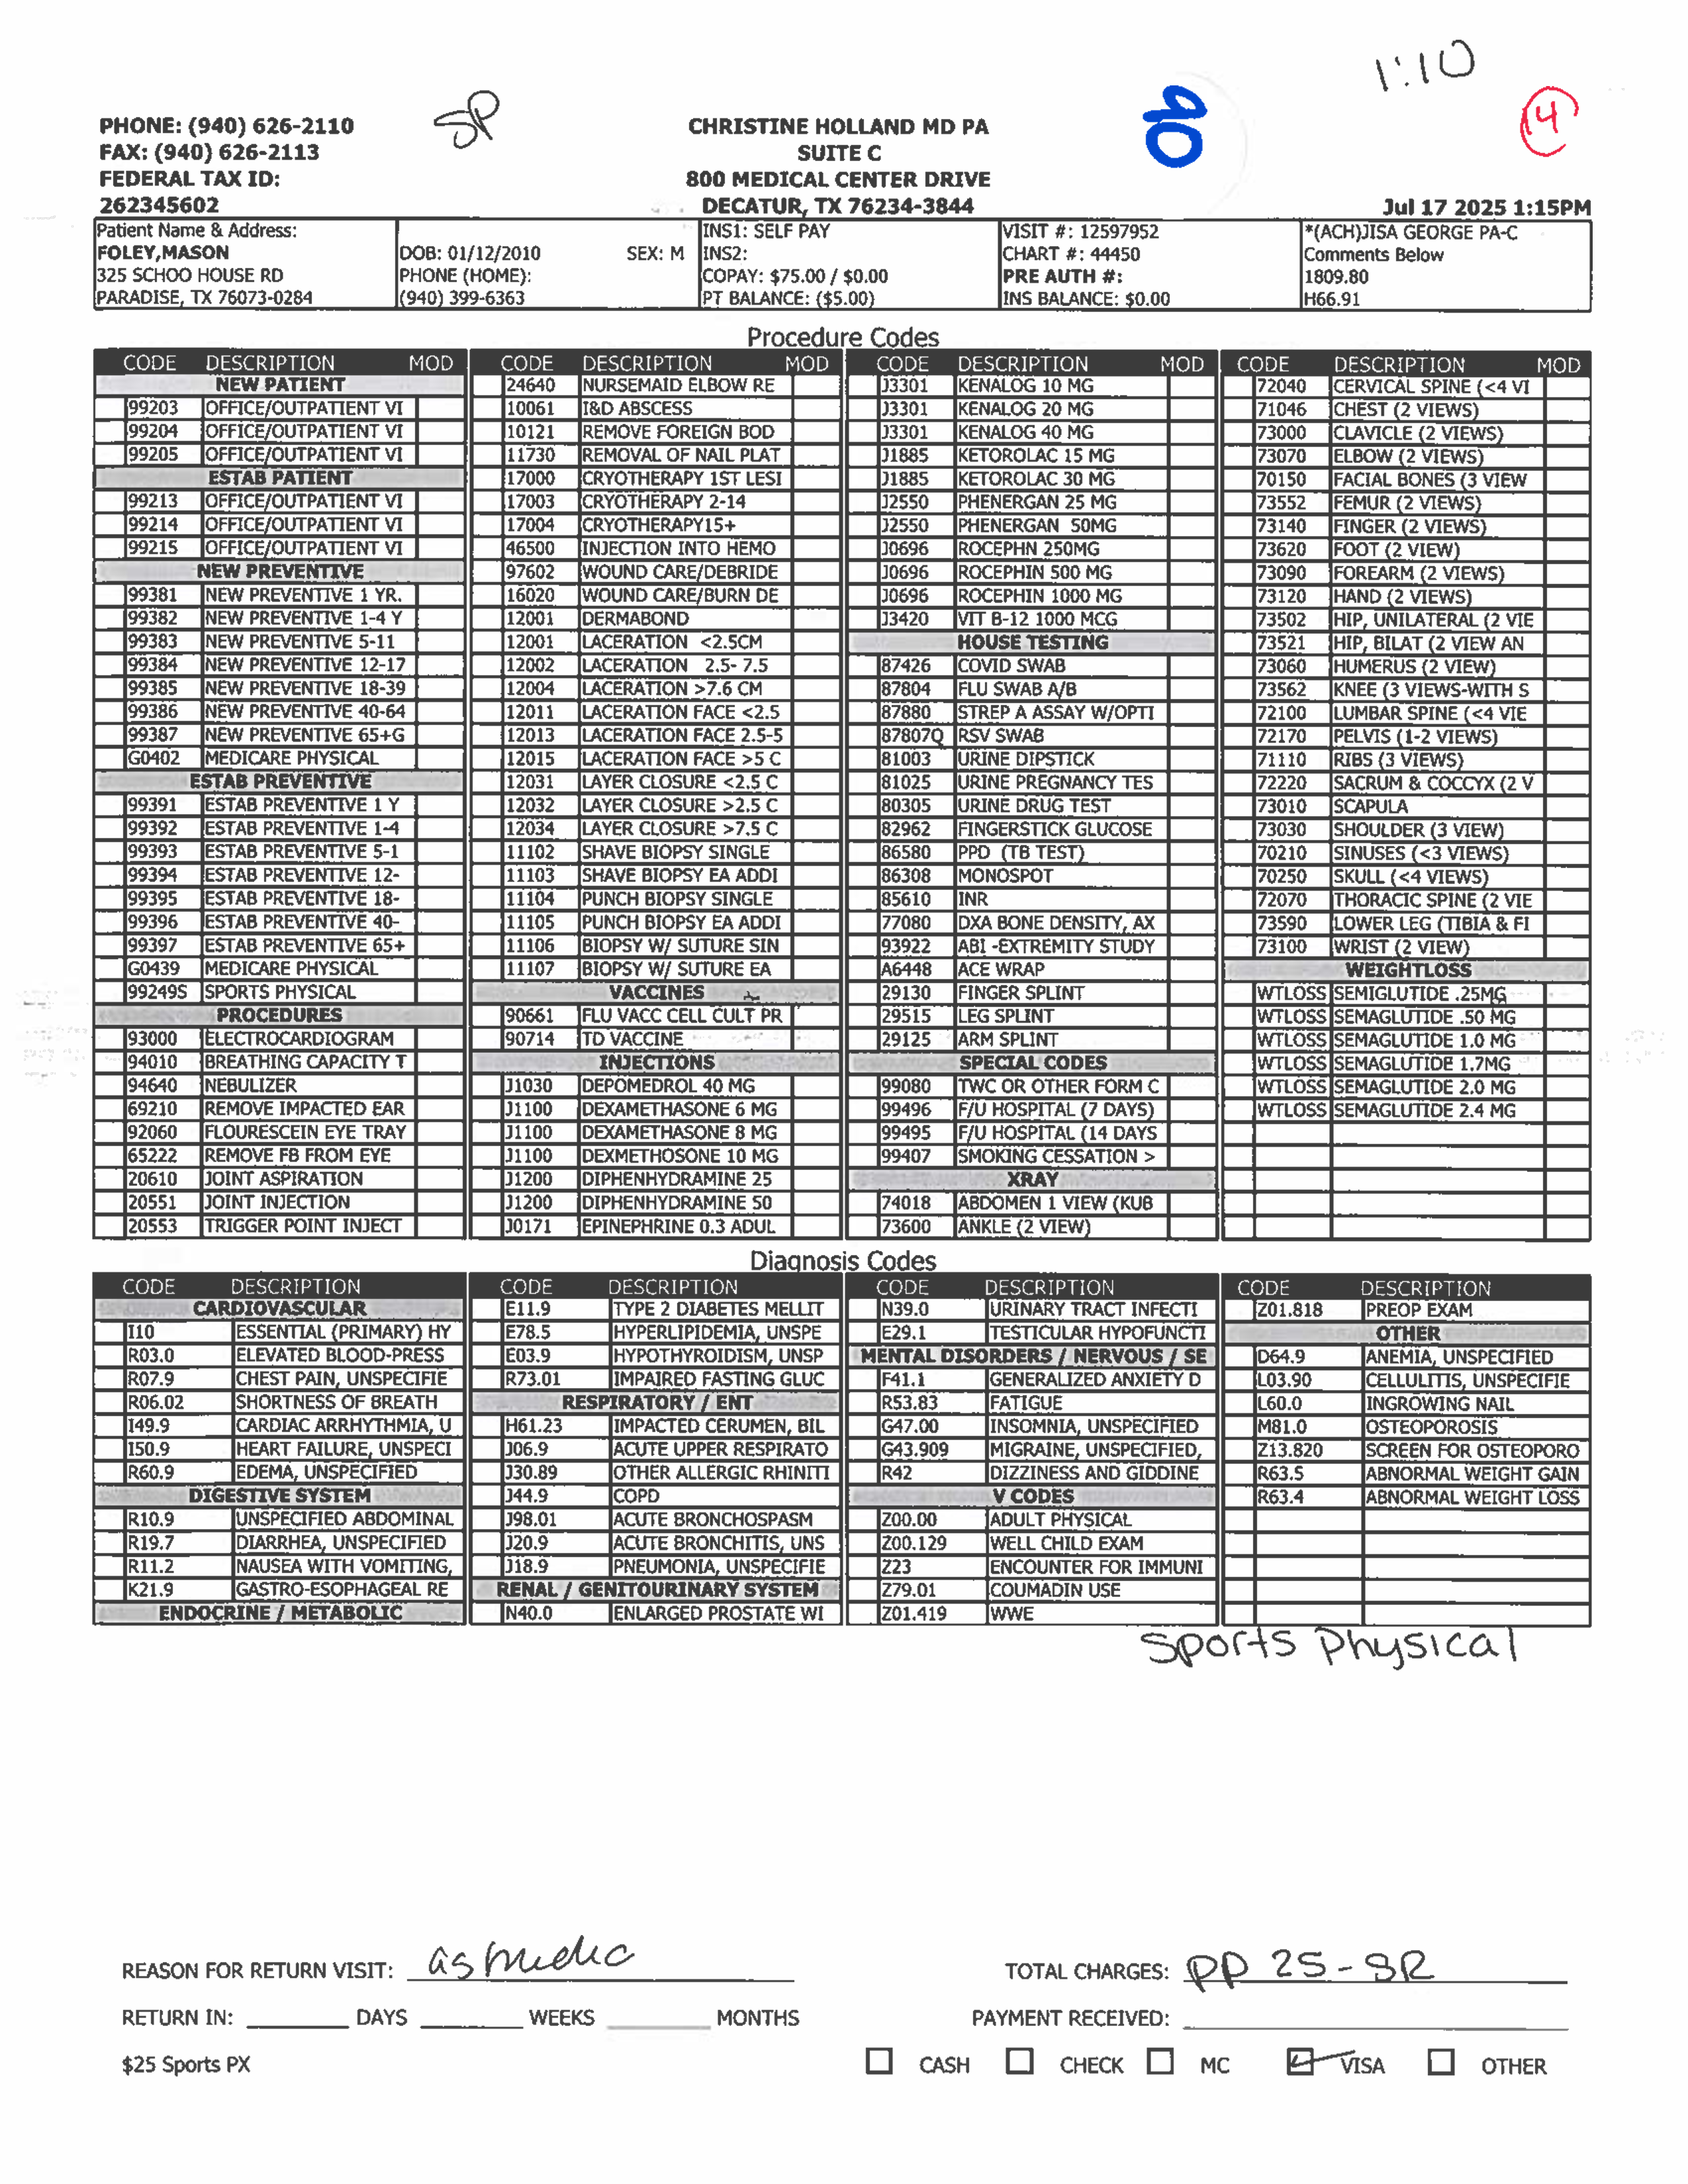 1:10
SP
14
PHONE: (940) 626-2110
FAX: (940) 626-2113
FEDERAL TAX ID:
262345602
CHRISTINE HOLLAND MD PA
SUITE C
800 MEDICAL CENTER DRIVE
DECATUR, TX 76234-3844
Jul 17 2025 1:15PM
Patient Name & Address:
FOLEY,MASON
325 SCHOO HOUSE RD
PARADISE, TX 76073-0284
DOB: 01/12/2010 SEX: M
PHONE (HOME):
(940) 399-6363
INS1: SELF PAY
INS2:
COPAY: $75.00 / $0.00
PT BALANCE: ($5.00)
VISIT #: 12597952
CHART #: 44450
PRE AUTH #:
INS BALANCE: $0.00
*(ACH)JISA GEORGE PA-C
Comments Below
1809.80
H66.91
Procedure Codes
CODE DESCRIPTION MOD
NEW PATIENT
99203 OFFICE/OUTPATIENT VI
99204 OFFICE/OUTPATIENT VI
99205 OFFICE/OUTPATIENT VI
ESTAB PATIENT
99213 OFFICE/OUTPATIENT VI
99214 OFFICE/OUTPATIENT VI
99215 OFFICE/OUTPATIENT VI
NEW PREVENTIVE
99381 NEW PREVENTIVE 1 YR.
99382 NEW PREVENTIVE 1-4 Y
99383 NEW PREVENTIVE 5-11
99384 NEW PREVENTIVE 12-17
99385 NEW PREVENTIVE 18-39
99386 NEW PREVENTIVE 40-64
99387 NEW PREVENTIVE 65+G
G0402 MEDICARE PHYSICAL
ESTAB PREVENTIVE
99391 ESTAB PREVENTIVE 1 Y
99392 ESTAB PREVENTIVE 1-4
99393 ESTAB PREVENTIVE 5-1
99394 ESTAB PREVENTIVE 12-
99395 ESTAB PREVENTIVE 18-
99396 ESTAB PREVENTIVE 40-
99397 ESTAB PREVENTIVE 65+
G0439 MEDICARE PHYSICAL
99249S SPORTS PHYSICAL
PROCEDURES
93000 ELECTROCARDIOGRAM
94010 BREATHING CAPACITY T
94640 NEBULIZER
69210 REMOVE IMPACTED EAR
92060 FLOURESCEIN EYE TRAY
65222 REMOVE FB FROM EYE
20610 JOINT ASPIRATION
20551 JOINT INJECTION
20553 TRIGGER POINT INJECT
CODE DESCRIPTION MOD
24640 NURSEMAID ELBOW RE
10061 I&D ABSCESS
10121 REMOVE FOREIGN BOD
11730 REMOVAL OF NAIL PLAT
17000 CRYOTHERAPY 1ST LESI
17003 CRYOTHERAPY 2-14
17004 CRYOTHERAPY15+
46500 INJECTION INTO HEMO
97602 WOUND CARE/DEBRIDE
16020 WOUND CARE/BURN DE
12001 DERMABOND
12001 LACERATION <2.5CM
12002 LACERATION 2.5- 7.5
12004 LACERATION >7.6 CM
12011 LACERATION FACE <2.5
12013 LACERATION FACE 2.5-5
12015 LACERATION FACE >5 C
12031 LAYER CLOSURE <2.5 C
12032 LAYER CLOSURE >2.5 C
12034 LAYER CLOSURE >7.5 C
11102 SHAVE BIOPSY SINGLE
11103 SHAVE BIOPSY EA ADDI
11104 PUNCH BIOPSY SINGLE
11105 PUNCH BIOPSY EA ADDI
11106 BIOPSY W/ SUTURE SIN
11107 BIOPSY W/ SUTURE EA
VACCINES
90661 FLU VACC CELL CULT PR
90714 TD VACCINE
INJECTIONS
J1030 DEPOMEDROL 40 MG
J1100 DEXAMETHASONE 6 MG
J1100 DEXAMETHASONE 8 MG
J1100 DEXMETHOSONE 10 MG
J1200 DIPHENHYDRAMINE 25
J1200 DIPHENHYDRAMINE 50
J0171 EPINEPHRINE 0.3 ADUL
CODE DESCRIPTION MOD
J3301 KENALOG 10 MG
J3301 KENALOG 20 MG
J3301 KENALOG 40 MG
J1885 KETOROLAC 15 MG
J1885 KETOROLAC 30 MG
J2550 PHENERGAN 25 MG
J2550 PHENERGAN 50MG
J0696 ROCEPHN 250MG
J0696 ROCEPHIN 500 MG
J0696 ROCEPHIN 1000 MG
J3420 VIT B-12 1000 MCG
HOUSE TESTING
87426 COVID SWAB
87804 FLU SWAB A/B
87880 STREP A ASSAY W/OPTI
87807Q RSV SWAB
81003 URINE DIPSTICK
81025 URINE PREGNANCY TES
80305 URINE DRUG TEST
82962 FINGERSTICK GLUCOSE
86580 PPD (TB TEST)
86308 MONOSPOT
85610 INR
77080 DXA BONE DENSITY, AX
93922 ABI -EXTREMITY STUDY
A6448 ACE WRAP
29130 FINGER SPLINT
29515 LEG SPLINT
29125 ARM SPLINT
SPECIAL CODES
99080 TWC OR OTHER FORM C
99496 F/U HOSPITAL (7 DAYS)
99495 F/U HOSPITAL (14 DAYS
99407 SMOKING CESSATION >
XRAY
74018 ABDOMEN 1 VIEW (KUB
73600 ANKLE (2 VIEW)
CODE DESCRIPTION MOD
72040 CERVICAL SPINE (<4 VI
71046 CHEST (2 VIEWS)
73000 CLAVICLE (2 VIEWS)
73070 ELBOW (2 VIEWS)
70150 FACIAL BONES (3 VIEW
73552 FEMUR (2 VIEWS)
73140 FINGER (2 VIEWS)
73620 FOOT (2 VIEW)
73090 FOREARM (2 VIEWS)
73120 HAND (2 VIEWS)
73502 HIP, UNILATERAL (2 VIE
73521 HIP, BILAT (2 VIEW AN
73060 HUMERUS (2 VIEW)
73562 KNEE (3 VIEWS-WITH S
72100 LUMBAR SPINE (<4 VIE
72170 PELVIS (1-2 VIEWS)
71110 RIBS (3 VIEWS)
72220 SACRUM & COCCYX (2 V
73010 SCAPULA
73030 SHOULDER (3 VIEW)
70210 SINUSES (<3 VIEWS)
70250 SKULL (<4 VIEWS)
72070 THORACIC SPINE (2 VIE
73590 LOWER LEG (TIBIA & FI
73100 WRIST (2 VIEW)
WEIGHTLOSS
WTLOSS SEMIGLUTIDE .25MG
WTLOSS SEMAGLUTIDE .50 MG
WTLOSS SEMAGLUTIDE 1.0 MG
WTLOSS SEMAGLUTIDE 1.7MG
WTLOSS SEMAGLUTIDE 2.0 MG
WTLOSS SEMAGLUTIDE 2.4 MG
Diagnosis Codes
CODE DESCRIPTION
CARDIOVASCULAR
I10 ESSENTIAL (PRIMARY) HY
R03.0 ELEVATED BLOOD-PRESS
R07.9 CHEST PAIN, UNSPECIFIE
R06.02 SHORTNESS OF BREATH
I49.9 CARDIAC ARRHYTHMIA, U
I50.9 HEART FAILURE, UNSPECI
R60.9 EDEMA, UNSPECIFIED
DIGESTIVE SYSTEM
R10.9 UNSPECIFIED ABDOMINAL
R19.7 DIARRHEA, UNSPECIFIED
R11.2 NAUSEA WITH VOMITING,
K21.9 GASTRO-ESOPHAGEAL RE
ENDOCRINE / METABOLIC
CODE DESCRIPTION
E11.9 TYPE 2 DIABETES MELLIT
E78.5 HYPERLIPIDEMIA, UNSPE
E03.9 HYPOTHYROIDISM, UNSP
R73.01 IMPAIRED FASTING GLUC
RESPIRATORY / ENT
H61.23 IMPACTED CERUMEN, BIL
J06.9 ACUTE UPPER RESPIRATO
J30.89 OTHER ALLERGIC RHINITI
J44.9 COPD
J98.01 ACUTE BRONCHOSPASM
J20.9 ACUTE BRONCHITIS, UNS
J18.9 PNEUMONIA, UNSPECIFIE
RENAL / GENITOURINARY SYSTEM
N40.0 ENLARGED PROSTATE WI
CODE DESCRIPTION
N39.0 URINARY TRACT INFECTI
E29.1 TESTICULAR HYPOFUNCTI
MENTAL DISORDERS / NERVOUS / SE
F41.1 GENERALIZED ANXIETY D
R53.83 FATIGUE
G47.00 INSOMNIA, UNSPECIFIED
G43.909 MIGRAINE, UNSPECIFIED,
R42 DIZZINESS AND GIDDINE
V CODES
Z00.00 ADULT PHYSICAL
Z00.129 WELL CHILD EXAM
Z23 ENCOUNTER FOR IMMUNI
Z79.01 COUMADIN USE
Z01.419 WWE
CODE DESCRIPTION
Z01.818 PREOP EXAM
OTHER
D64.9 ANEMIA, UNSPECIFIED
L03.90 CELLULITIS, UNSPECIFIE
L60.0 INGROWING NAIL
M81.0 OSTEOPOROSIS
Z13.820 SCREEN FOR OSTEOPORO
R63.5 ABNORMAL WEIGHT GAIN
R63.4 ABNORMAL WEIGHT LOSS
Sports Physical
REASON FOR RETURN VISIT:
TOTAL CHARGES: PP 25-SR
RETURN IN: DAYS WEEKS MONTHS
PAYMENT RECEIVED:
$25 Sports PX
CASH CHECK MC VISA OTHER